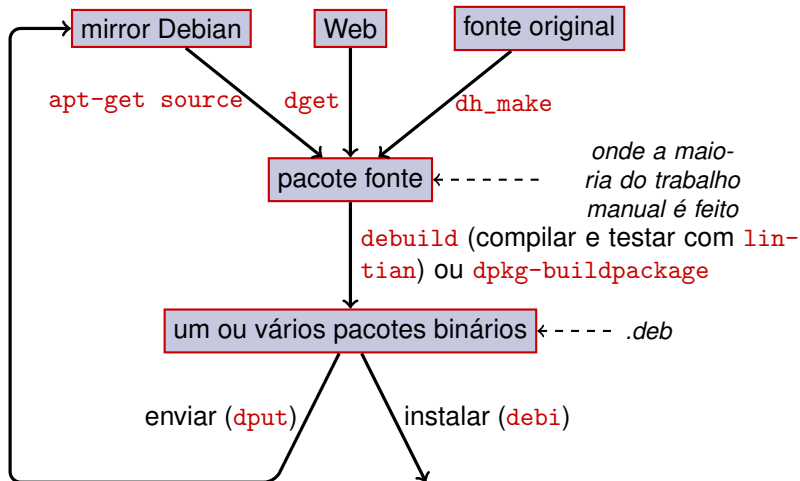 mirror Debian
Web
fonte original
apt-get source
dget
dh_make
pacote fonte
onde a maio-
ria do trabalho
manual é feito
debuild (compilar e testar com lin-
tian) ou dpkg-buildpackage
um ou vários pacotes binários
.deb
enviar (dput)
instalar (debi)